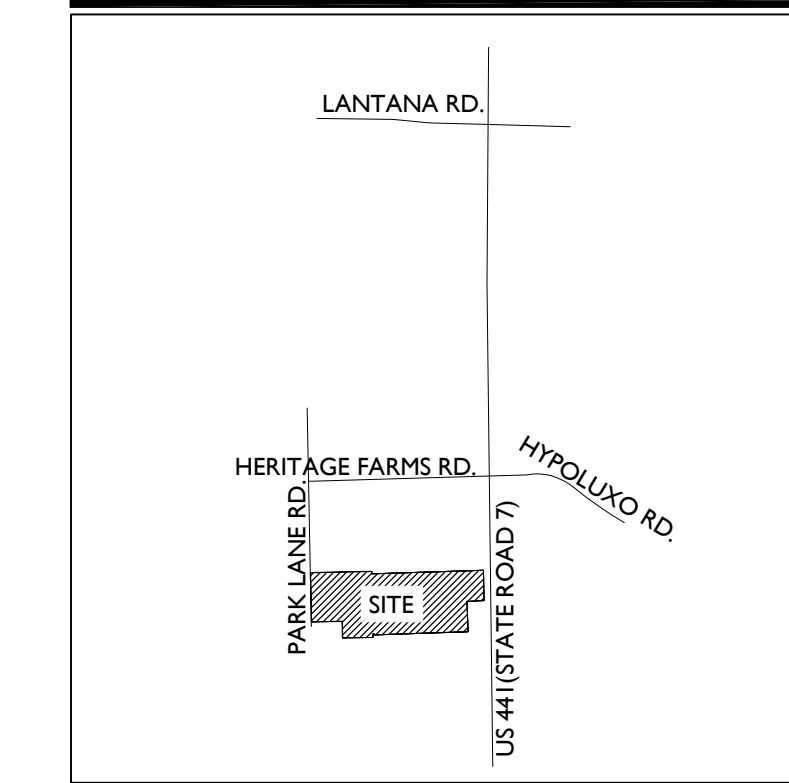 LANTANA RD.
HERITAGE FARMS RD.
HYPOLUXO RD.
PARK LANE RD.
SITE
US 441(STATE ROAD 7)